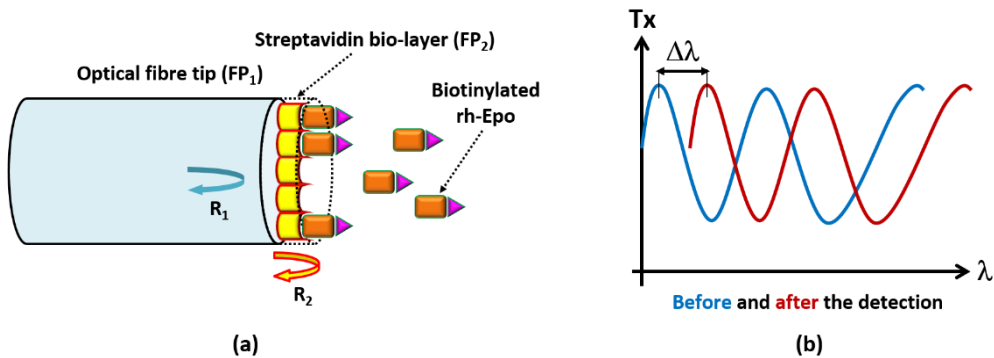 Streptavidin bio-layer (FP2)
Optical fibre tip (FP1)
Biotinylated
rh-Epo
R1
R2
(a)
Tx
Δλ
λ
Before and after the detection
(b)